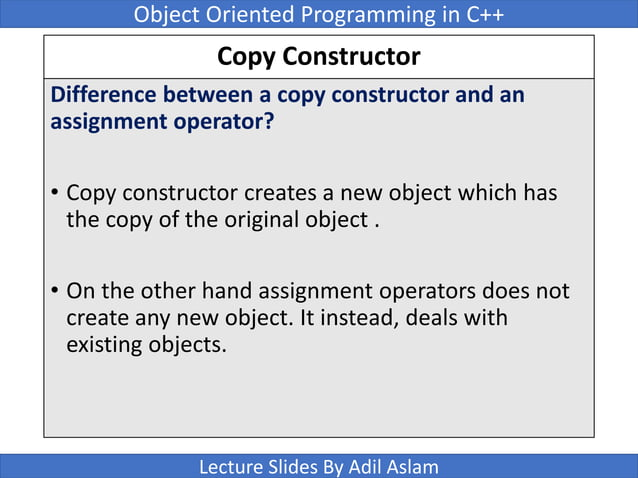 Object Oriented Programming in C++
Copy Constructor
Difference between a copy constructor and an
assignment operator?
• Copy constructor creates a new object which has
the copy of the original object .
• On the other hand assignment operators does not
create any new object. It instead, deals with
existing objects.
Lecture Slides By Adil Aslam